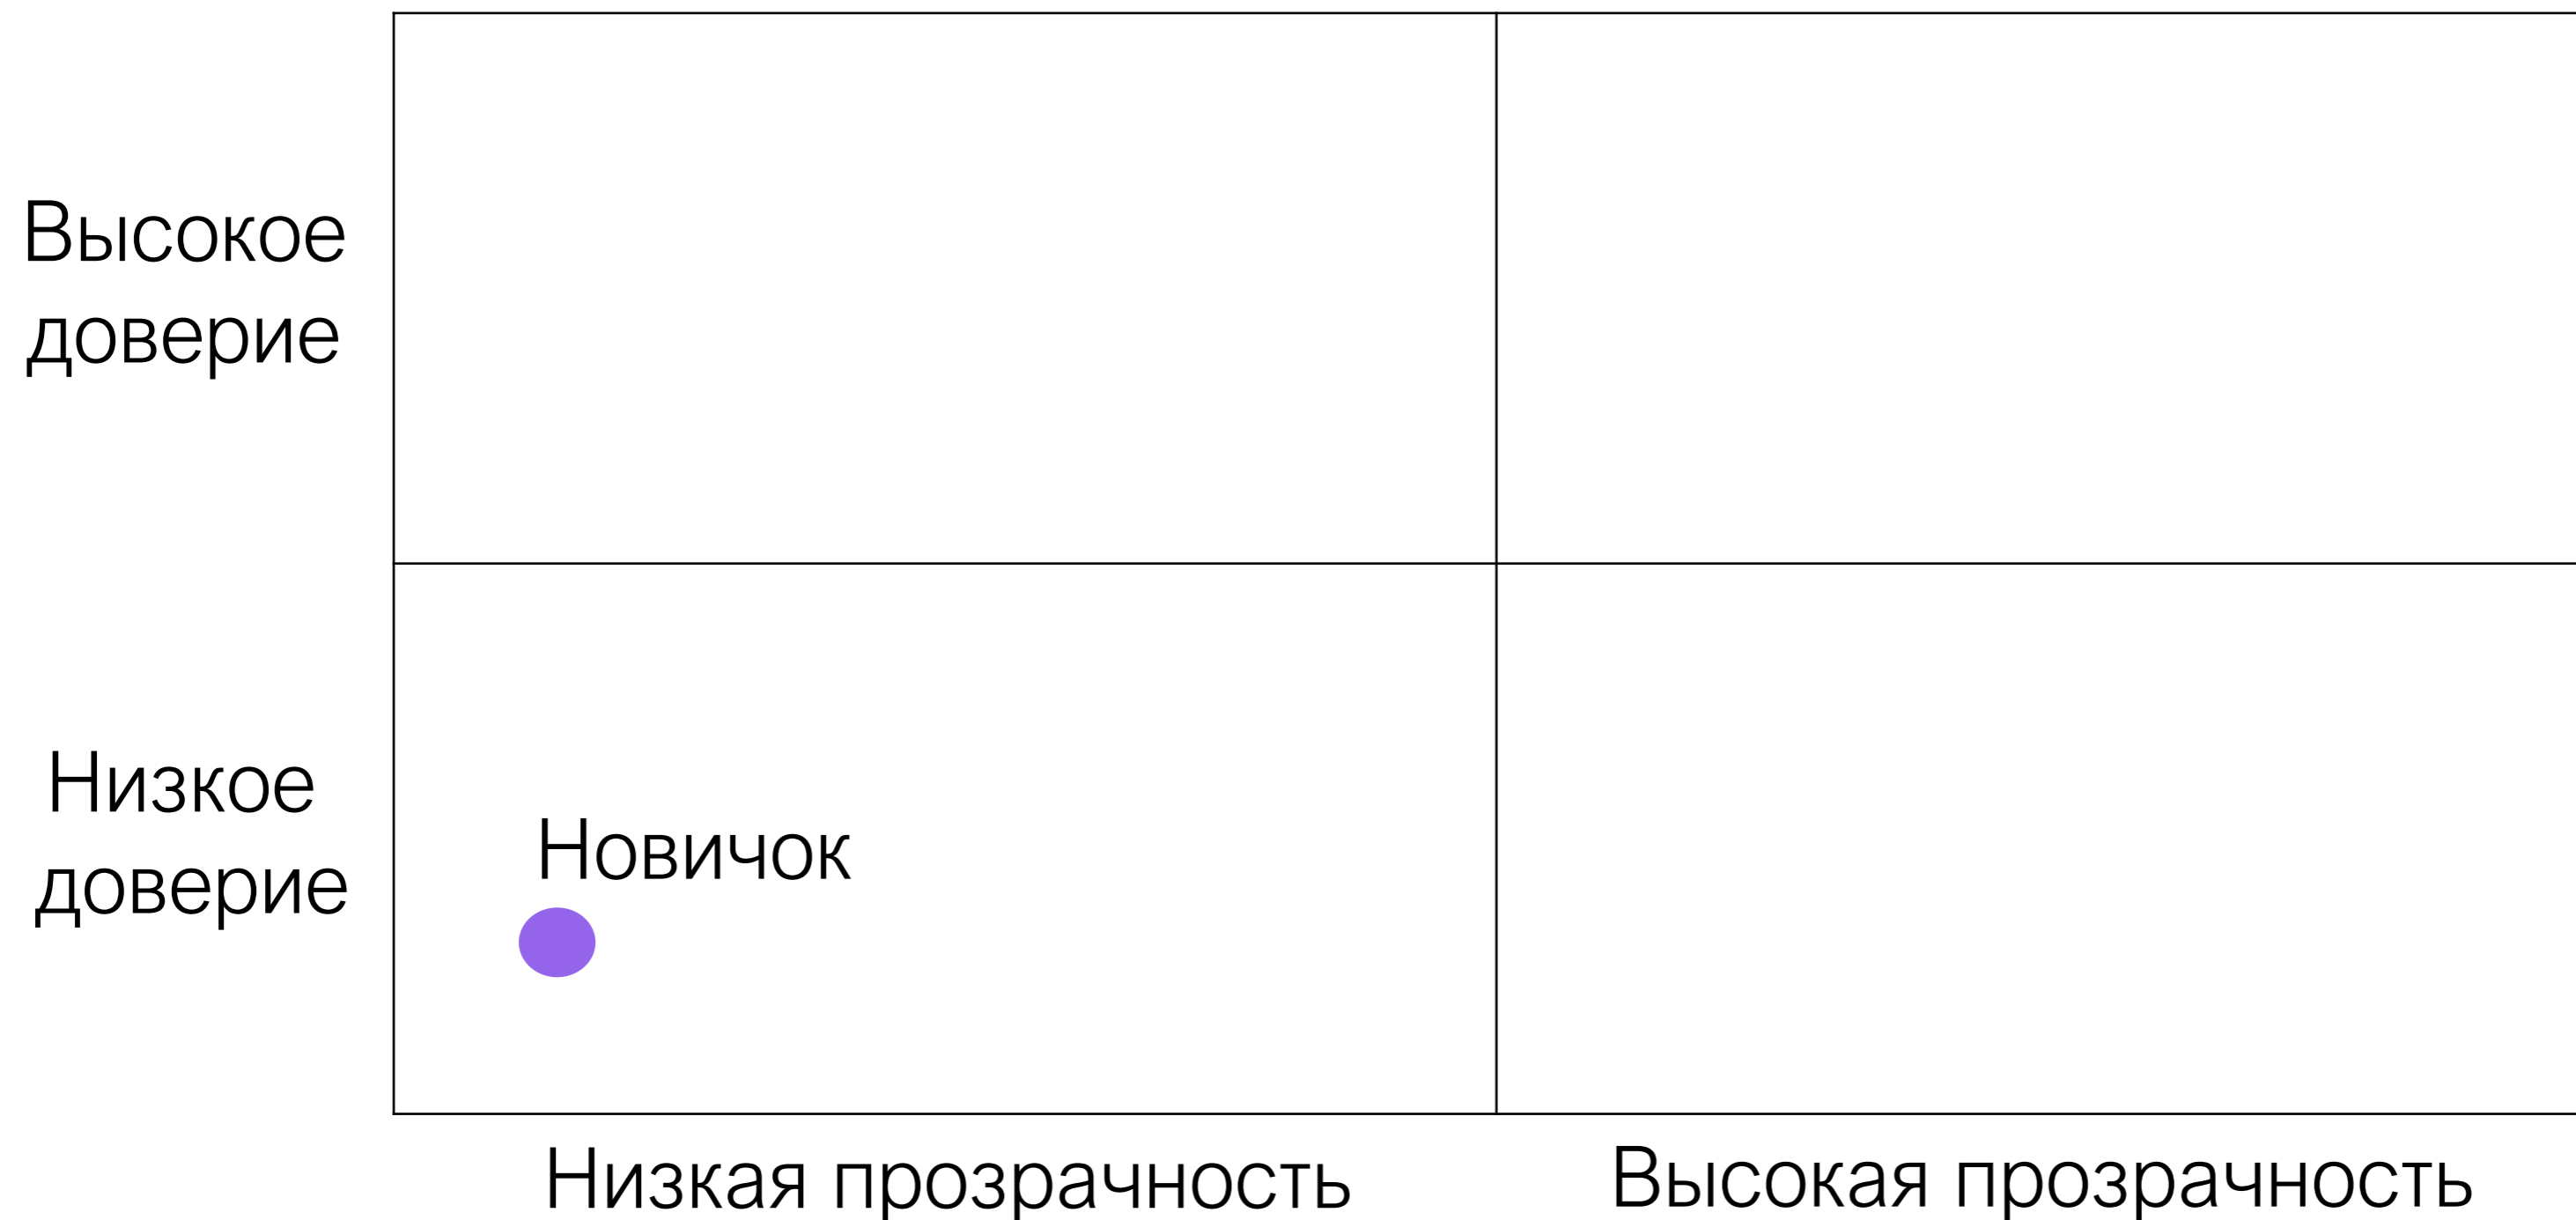 Высокое
доверие
Низкое
доверие
Новичок
Низкая прозрачность
Высокая прозрачность